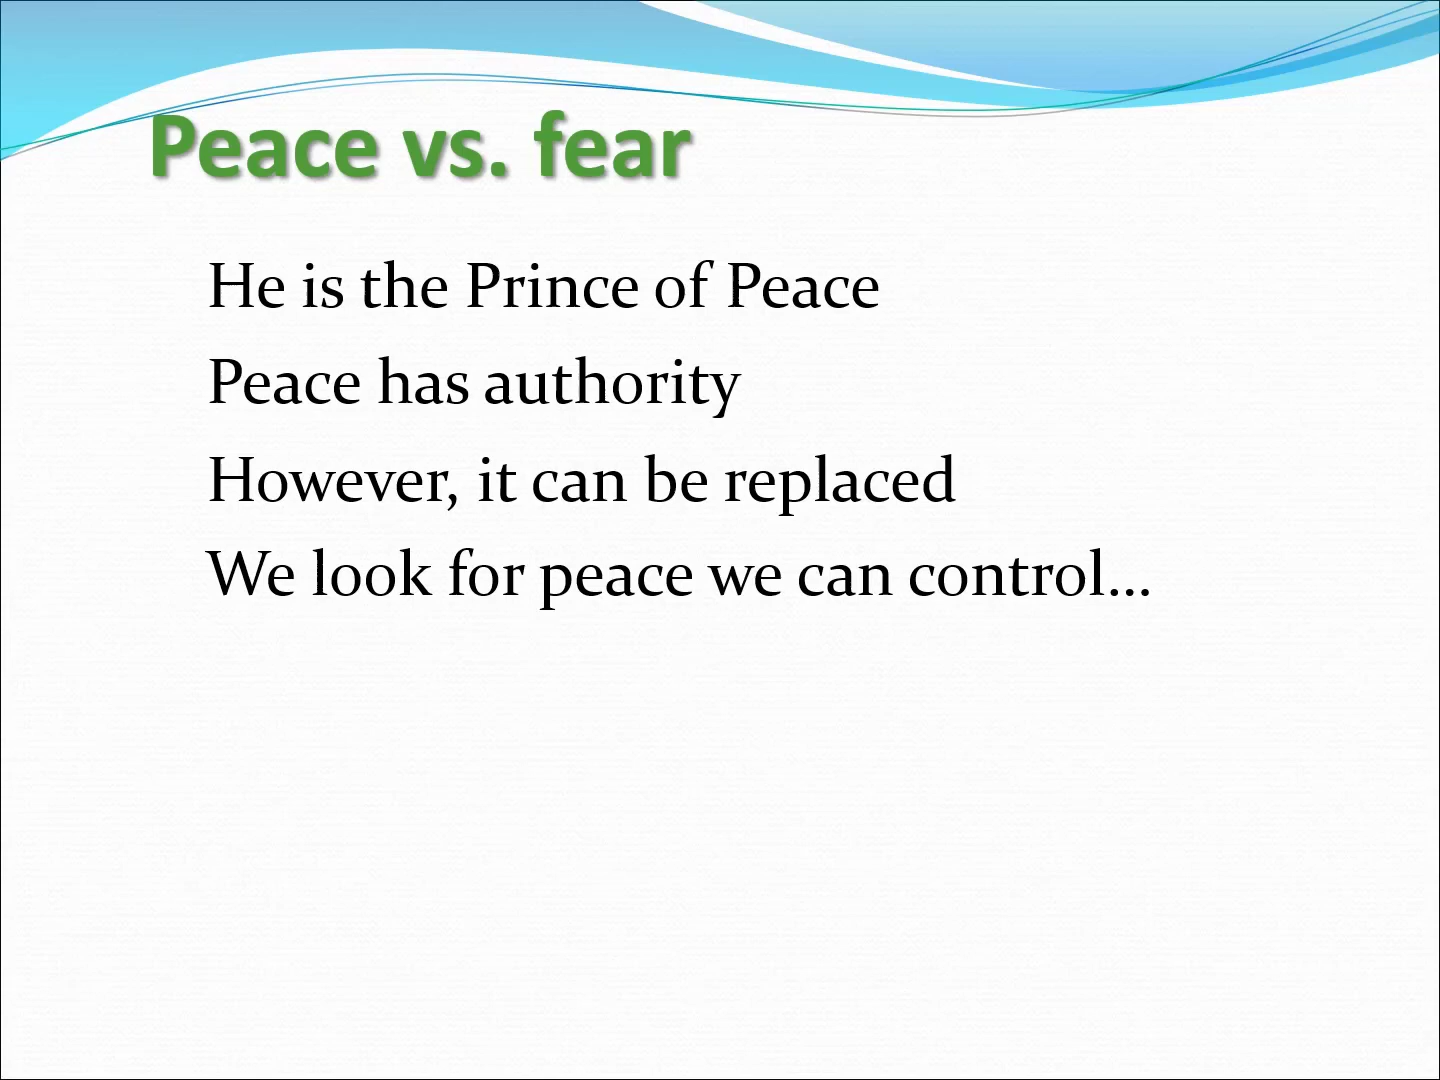 Peace vs. fear
He is the Prince of Peace
Peace has authority
However, it can be replaced
We look for peace we can control...